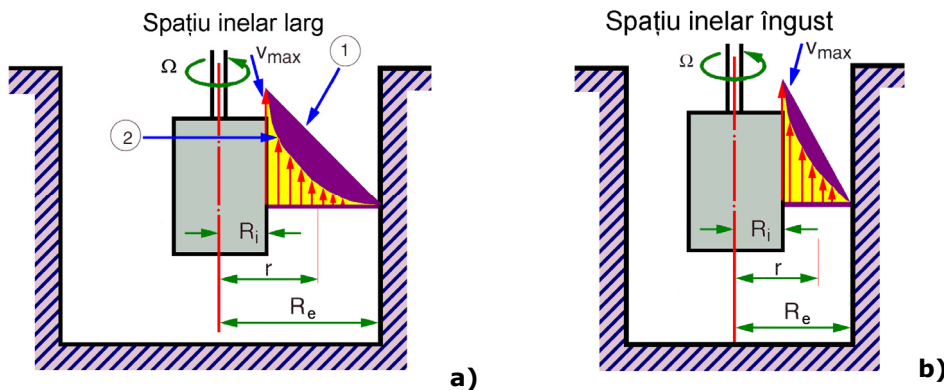 Spațiu inelar larg
Ω
v max
1
2
R i
r
R e
a)
Spațiu inelar îngust
Ω
v max
R i
r
R e
b)